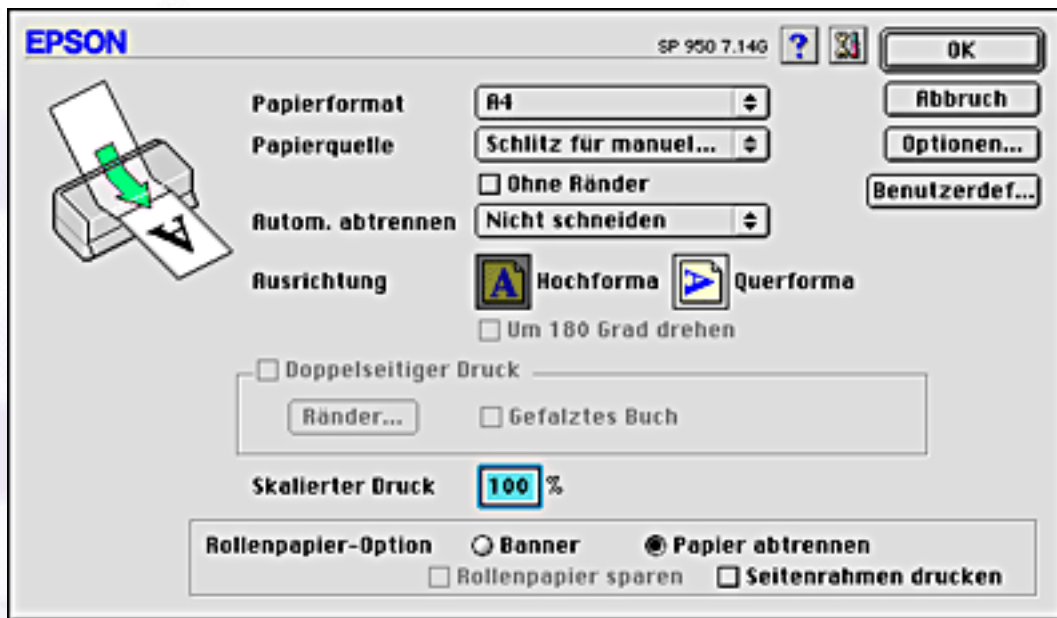 EPSON SP 950 7.14G ? OK
Papierformat A4 Abbruch
Papierquelle Schlitz für manuel... Optionen...
Ohne Ränder Benutzerdef...
Autom. abtrennen Nicht schneiden
Ausrichtung A Hochforma A Querforma
Um 180 Grad drehen
Doppelseitiger Druck
Ränder... Gefalztes Buch
Skalierter Druck 100 %
Rollenpapier-Option Banner Papier abtrennen
Rollenpapier sparen Seitenrahmen drucken
A